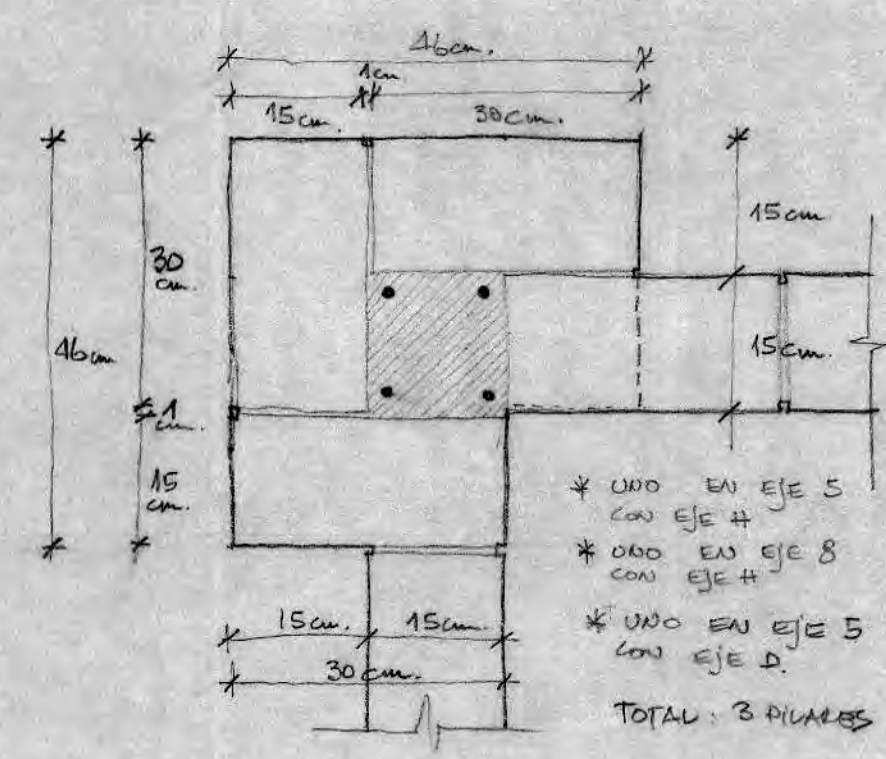 46cm.
1cm
15cm.
30cm.
15cm
30
cm.
46cm
15cm.
1
cm.
15
cm.
* UNO EN EJE 5
CON EJE H
* UNO EN EJE 8
CON EJE H
* UNO EN EJE 5
CON EJE D.
15cm.
15cm.
30cm.
TOTAL: 3 PILARES